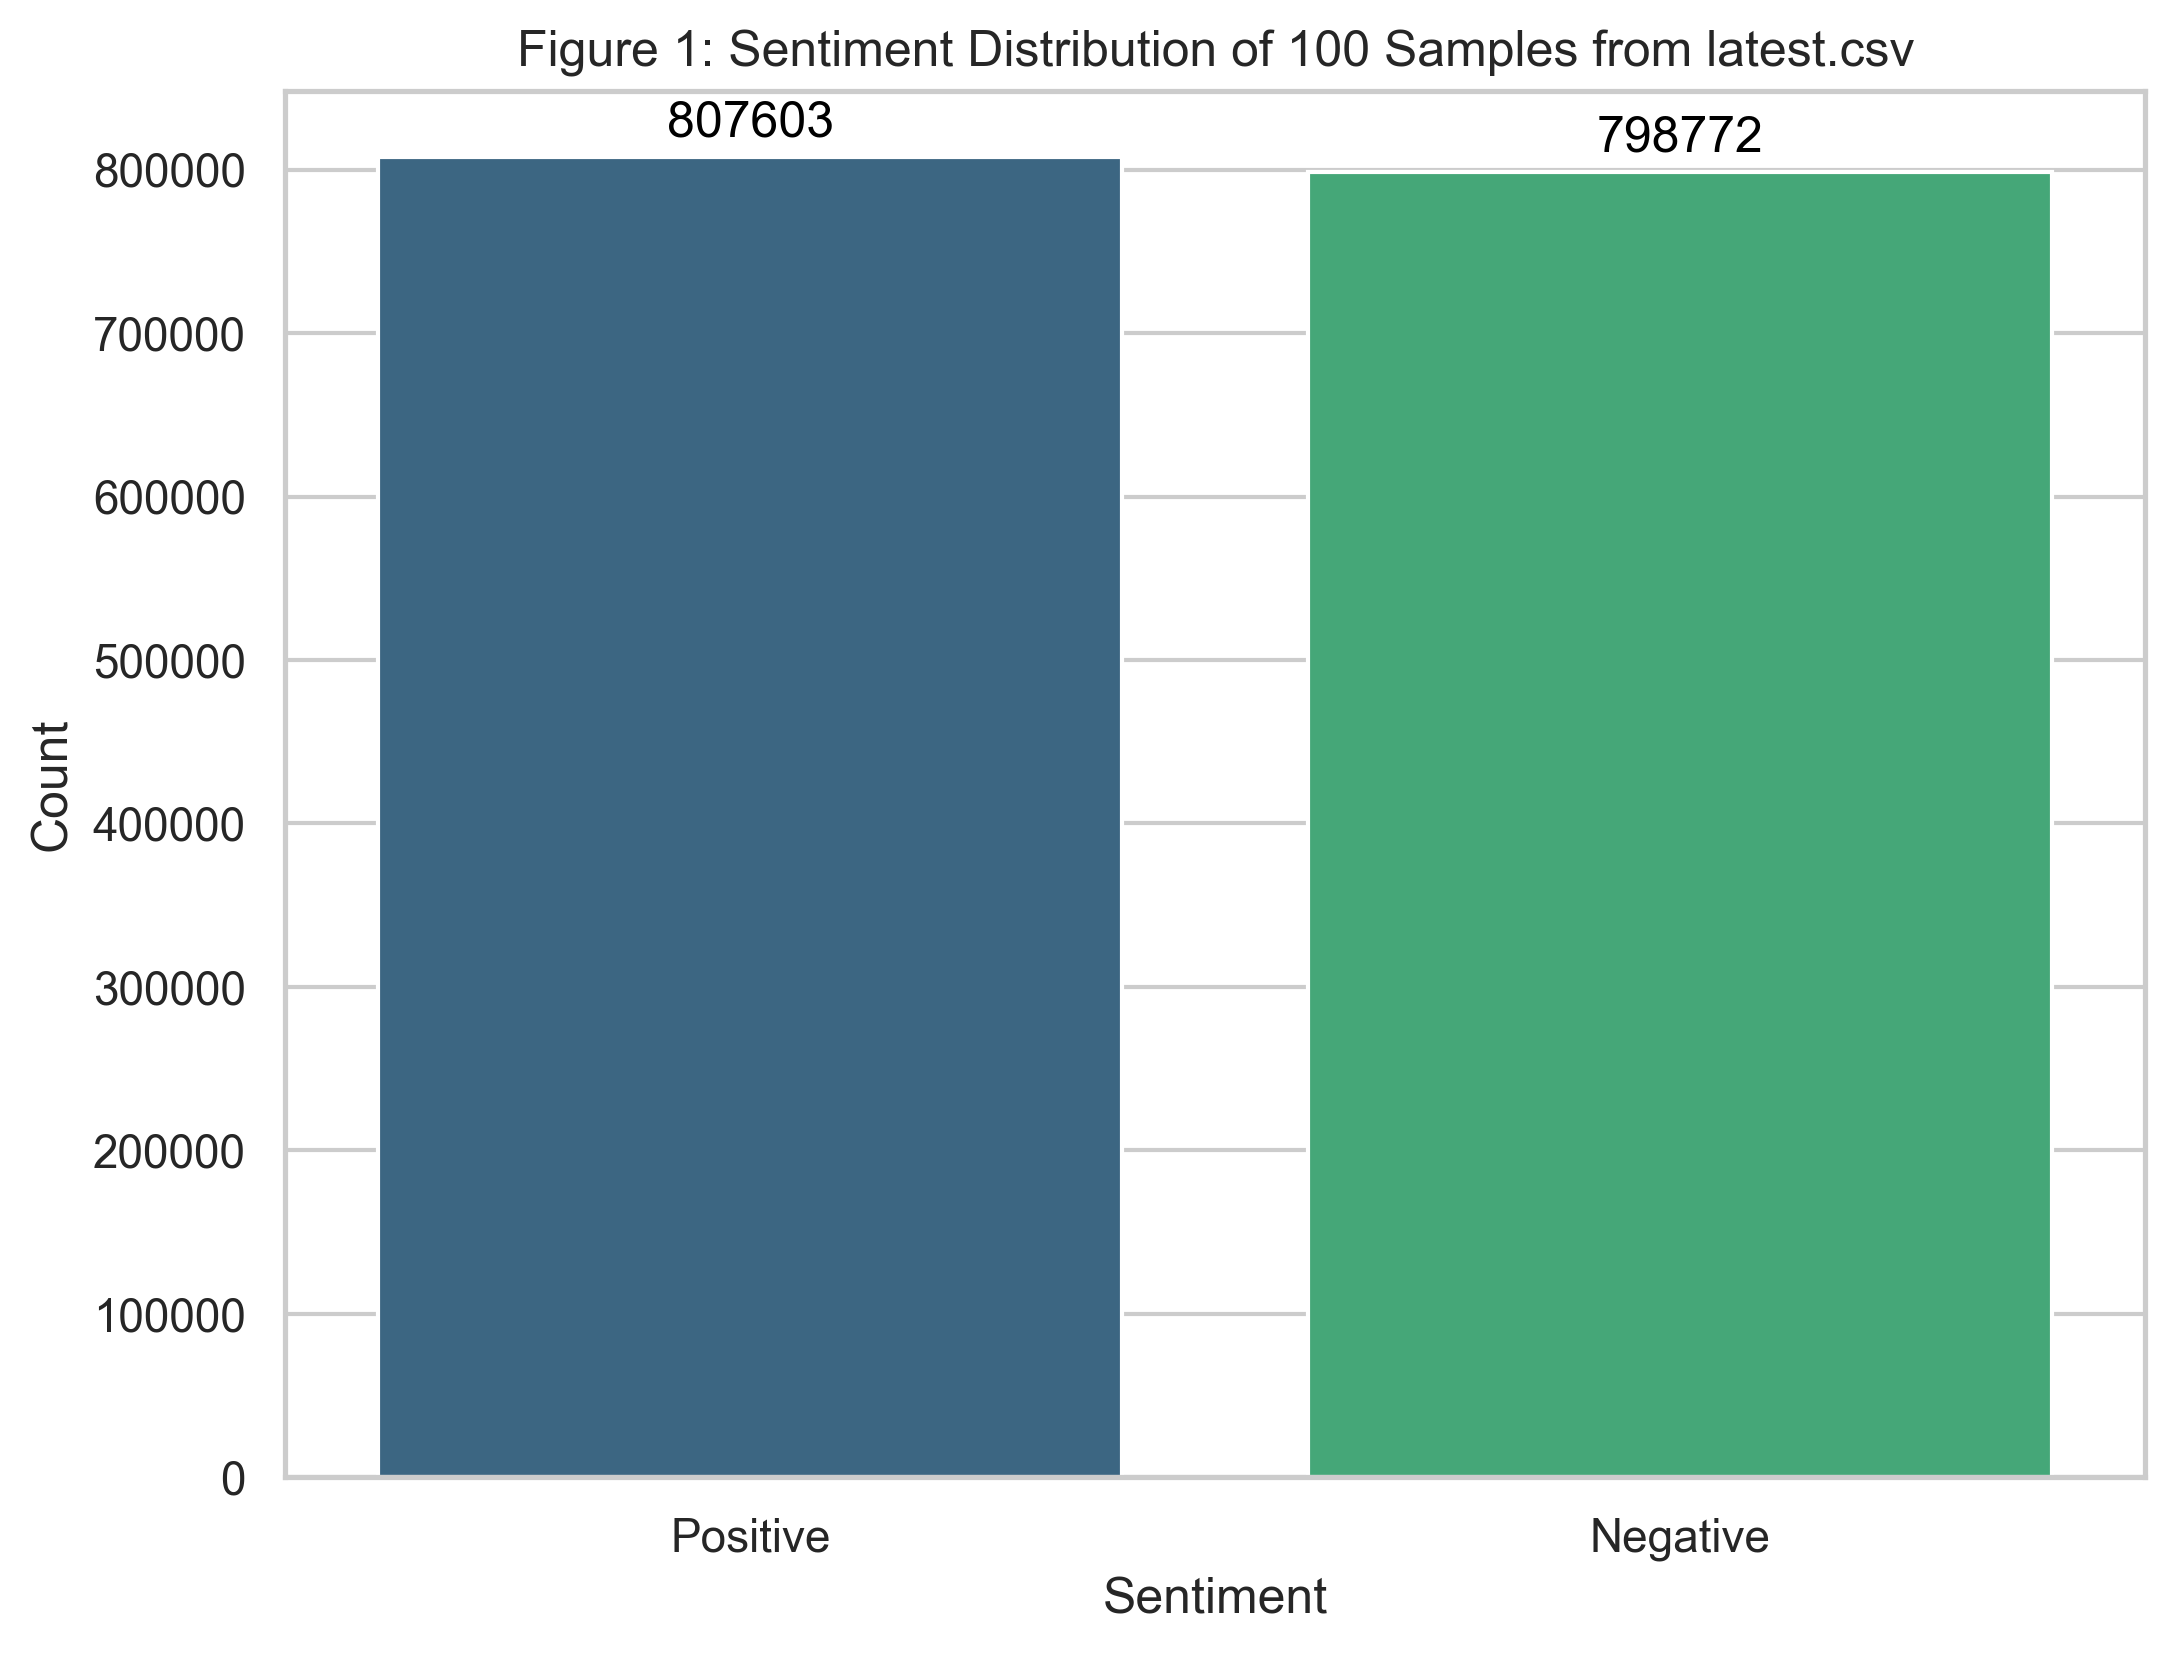 Figure 1: Sentiment Distribution of 100 Samples from latest.csv
807603
798772
800000
700000
600000
500000
400000
300000
200000
100000
0
Count
Positive
Negative
Sentiment